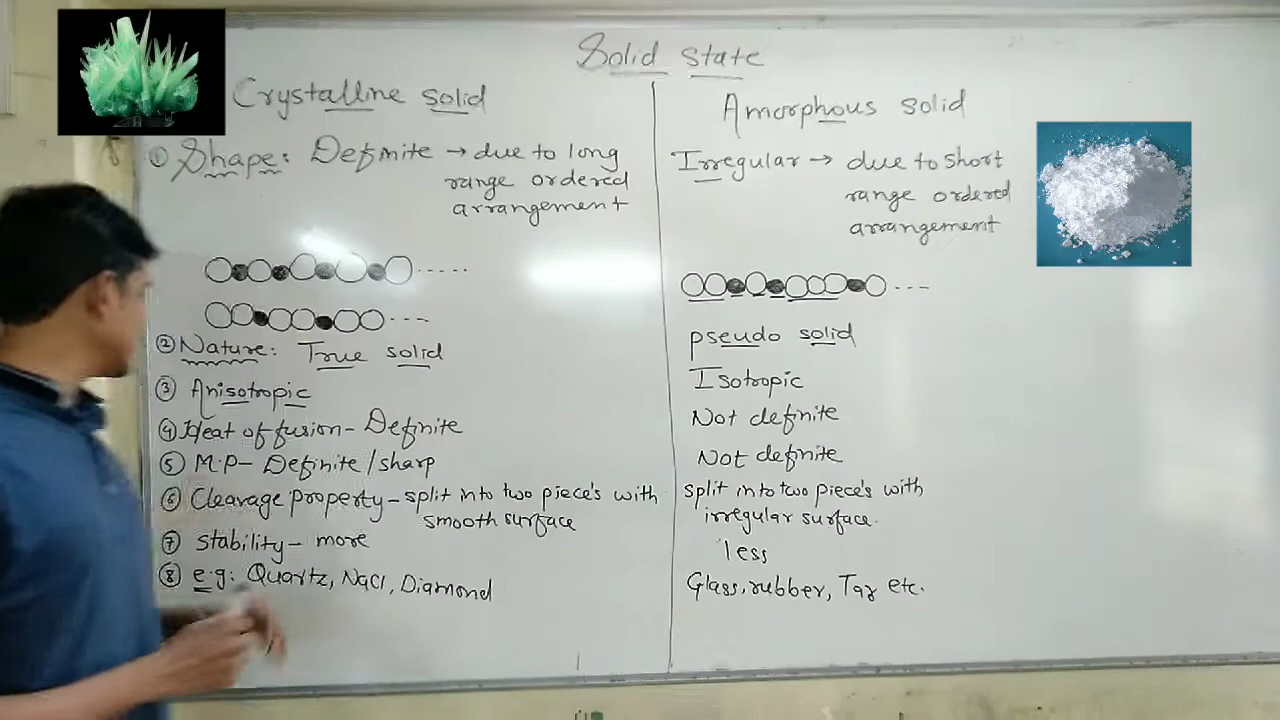 Solid state
Crystalline solid
① Shape: Definite → due to long
range ordered
arrangement
② Nature: True solid
③ Anisotropic
④ Heat of fusion - Definite
⑤ M.P - Definite / sharp
⑥ Cleavage property - split into two piece's with
smooth surface
⑦ stability - more
⑧ e.g: Quartz, NaCl, Diamond
Amorphous solid
Irregular → due to short
range ordered
arrangement
pseudo solid
Isotropic
Not definite
Not definite
split into two piece's with
irregular surface.
less
Glass, rubber, Tar etc.